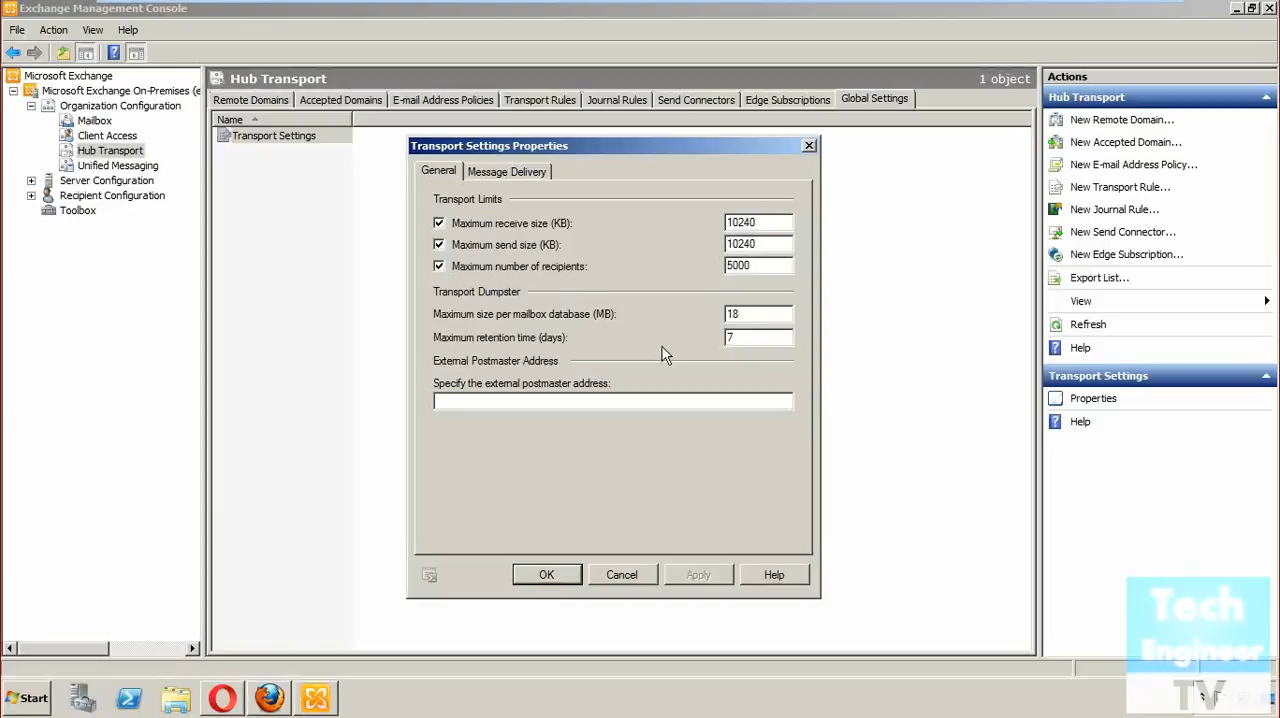 Exchange Management Console
File Action View Help
Microsoft Exchange
Microsoft Exchange On-Premises (e
Organization Configuration
Mailbox
Client Access
Hub Transport
Unified Messaging
Server Configuration
Recipient Configuration
Toolbox
Hub Transport 1 object
Remote Domains Accepted Domains E-mail Address Policies Transport Rules Journal Rules Send Connectors Edge Subscriptions Global Settings
Name
Transport Settings
Transport Settings Properties
General Message Delivery
Transport Limits
Maximum receive size (KB): 10240
Maximum send size (KB): 10240
Maximum number of recipients: 5000
Transport Dumpster
Maximum size per mailbox database (MB): 18
Maximum retention time (days): 7
External Postmaster Address
Specify the external postmaster address:
OK Cancel Apply Help
Actions
Hub Transport
New Remote Domain...
New Accepted Domain...
New E-mail Address Policy...
New Transport Rule...
New Journal Rule...
New Send Connector...
New Edge Subscription...
Export List...
View
Refresh
Help
Transport Settings
Properties
Help
Tech
Engineer
TV
Start